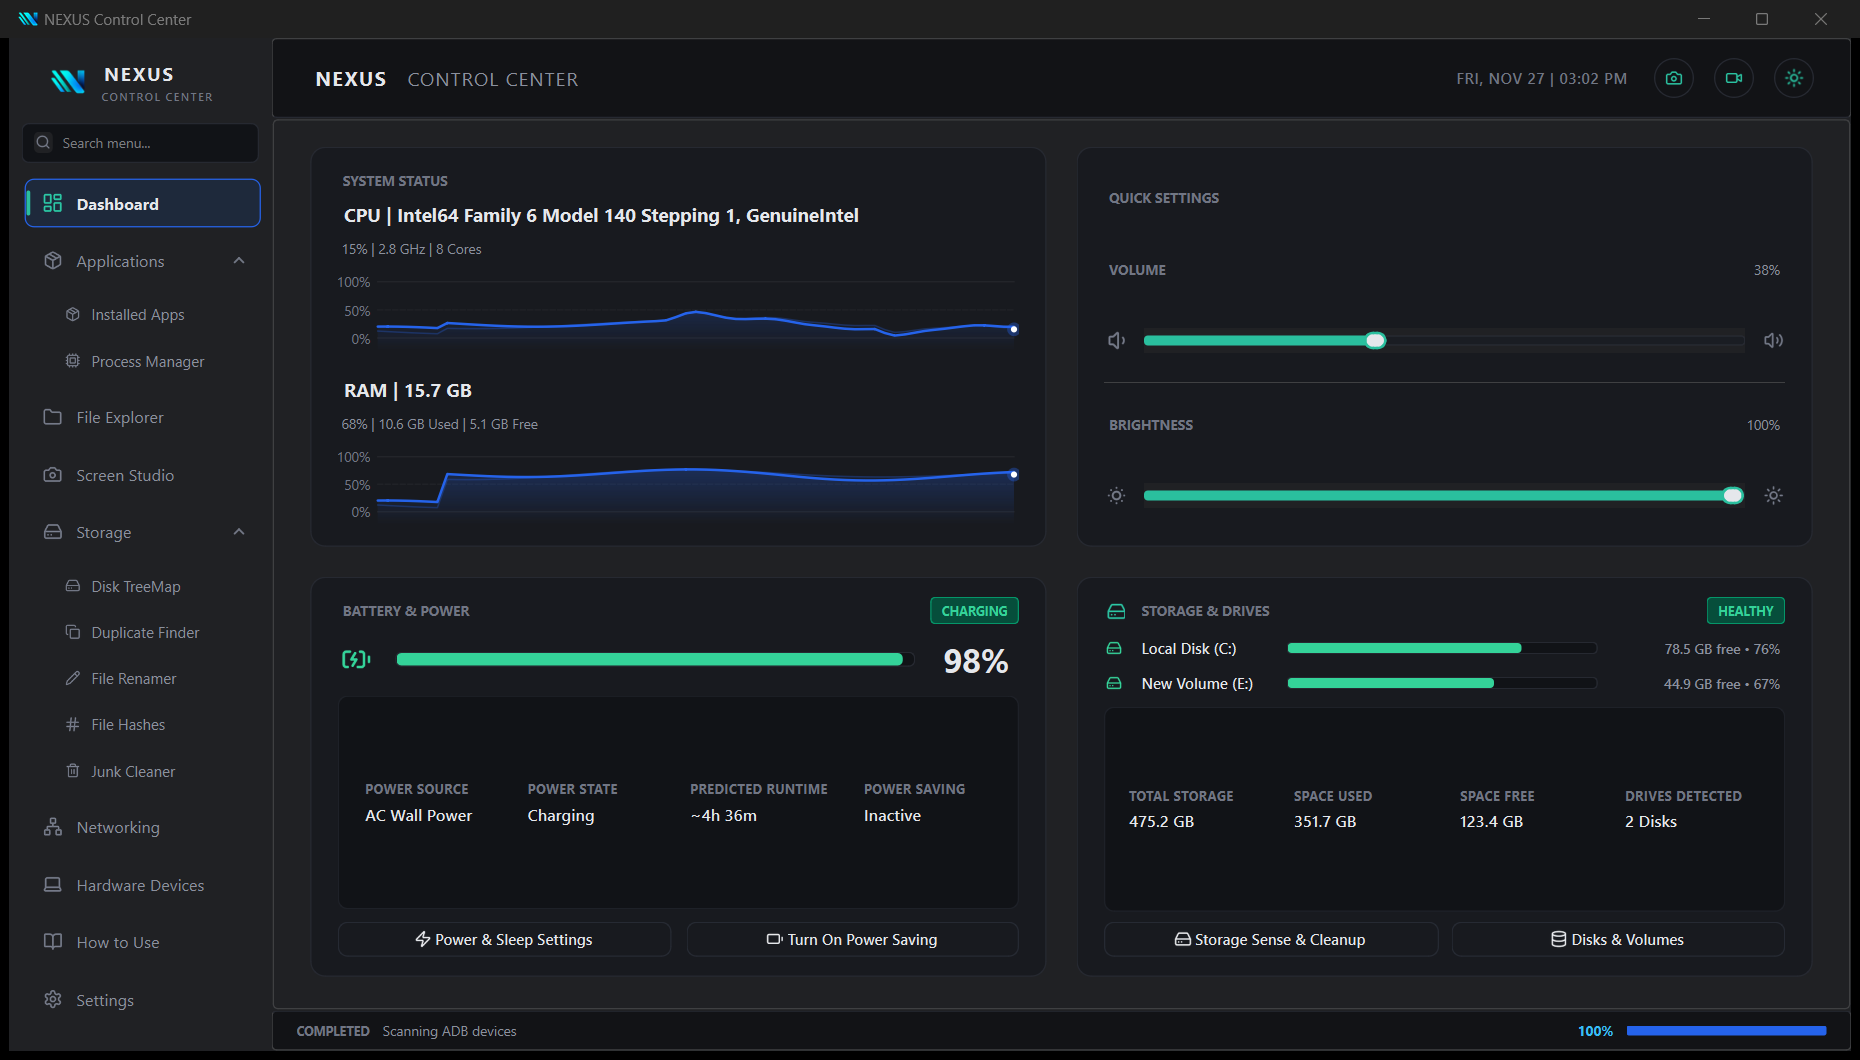 NEXUS Control Center
NEXUS
CONTROL CENTER
Search menu...
Dashboard
Applications
Installed Apps
Process Manager
File Explorer
Screen Studio
Storage
Disk TreeMap
Duplicate Finder
File Renamer
File Hashes
Junk Cleaner
Networking
Hardware Devices
How to Use
Settings
NEXUS CONTROL CENTER
FRI, NOV 27 | 03:02 PM
SYSTEM STATUS
CPU | Intel64 Family 6 Model 140 Stepping 1, GenuineIntel
15% | 2.8 GHz | 8 Cores
100%
50%
0%
RAM | 15.7 GB
68% | 10.6 GB Used | 5.1 GB Free
100%
50%
0%
QUICK SETTINGS
VOLUME 38%
BRIGHTNESS 100%
BATTERY & POWER CHARGING
98%
POWER SOURCE POWER STATE PREDICTED RUNTIME POWER SAVING
AC Wall Power Charging ~4h 36m Inactive
Power & Sleep Settings Turn On Power Saving
STORAGE & DRIVES HEALTHY
Local Disk (C:) 78.5 GB free • 76%
New Volume (E:) 44.9 GB free • 67%
TOTAL STORAGE SPACE USED SPACE FREE DRIVES DETECTED
475.2 GB 351.7 GB 123.4 GB 2 Disks
Storage Sense & Cleanup Disks & Volumes
COMPLETED Scanning ADB devices 100%